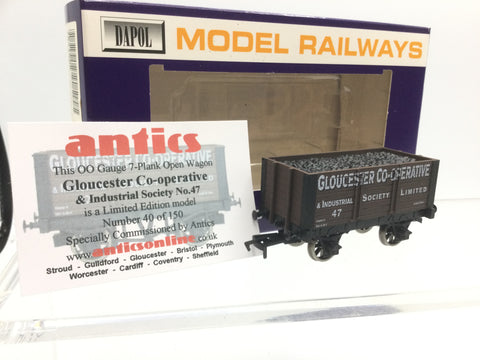 DAPOL
MODEL RAILWAYS
antics
This OO Gauge 7-Plank Open Wagon
Gloucester Co-operative
& Industrial Society No.47
is a Limited Edition model
Number 40 of 150
Specially Commissioned by Antics
www.anticsonline.co.uk
Stroud - Guildford - Gloucester - Bristol - Plymouth
Worcester - Cardiff - Coventry - Sheffield
GLOUCESTER CO-OPERATIVE
& INDUSTRIAL SOCIETY LIMITED
47